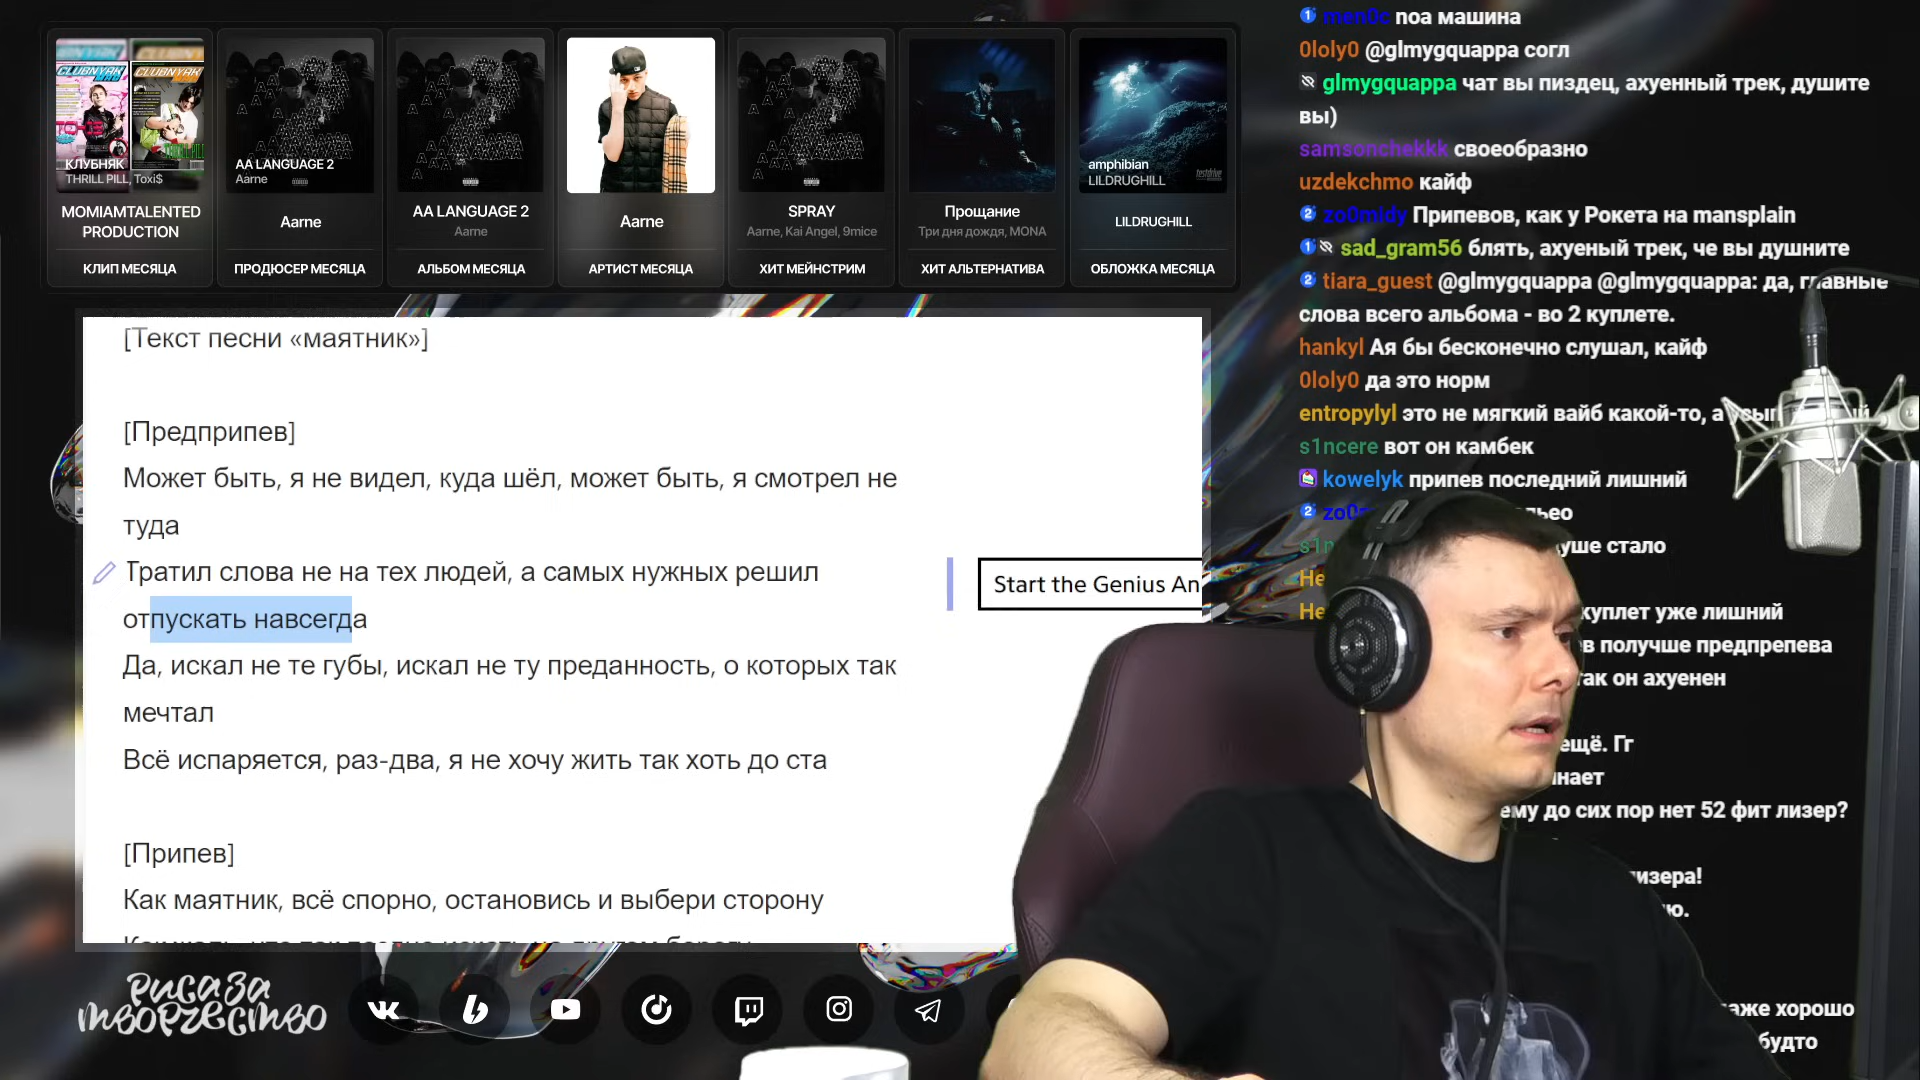 КЛУБНЯК
THRILL PILL, Toxi$
MOMIAMTALENTED
PRODUCTION
КЛИП МЕСЯЦА
AA LANGUAGE 2
Aarne
Aarne
ПРОДЮСЕР МЕСЯЦА
AA LANGUAGE 2
Aarne
АЛЬБОМ МЕСЯЦА
Aarne
АРТИСТ МЕСЯЦА
SPRAY
Aarne, Kai Angel, 9mice
ХИТ МЕЙНСТРИМ
Прощание
Три дня дождя, MONA
ХИТ АЛЬТЕРНАТИВА
amphibian
LILDRUGHILL
LILDRUGHILL
ОБЛОЖКА МЕСЯЦА
[Текст песни «маятник»]
[Предприпев]
Может быть, я не видел, куда шёл, может быть, я смотрел не
туда
Тратил слова не на тех людей, а самых нужных решил
отпускать навсегда
Да, искал не те губы, искал не ту преданность, о которых так
мечтал
Всё испаряется, раз-два, я не хочу жить так хоть до ста
[Припев]
Как маятник, всё спорно, остановись и выбери сторону
Start the Genius An
men0c поа машина
0loly0 @glmygquappa согл
glmygquappa чат вы пиздец, ахуенный трек, душите
вы)
samsonchekkk своеобразно
uzdekchmo кайф
zo0midy Припевов, как у Рокета на mansplain
sad_gram56 блять, ахуеный трек, че вы душните
tiara_guest @glmygquappa @glmygquappa: да, главные
слова всего альбома - во 2 куплете.
hankyl Ая бы бесконечно слушал, кайф
0loly0 да это норм
entropylyl это не мягкий вайб какой-то, а
s1ncere вот он камбек
kowelyk припев последний лишний
уше стало
куплет уже лишний
в получше предпрепева
так он ахуенен
ещё. Гг
ему до сих пор нет 52 фит лизер?
лизера!
ю.
аже хорошо
будто
РИСАЗА
ТВОРЧЕСТВО